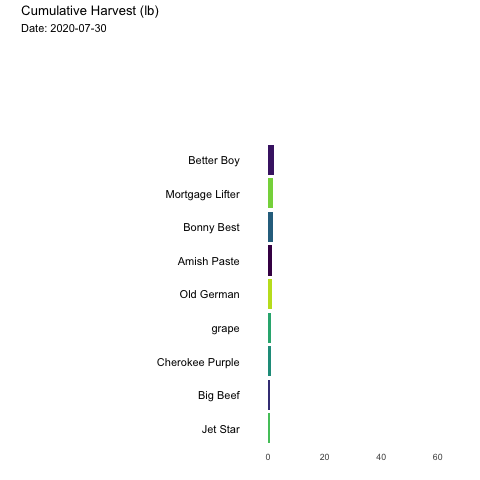 Cumulative Harvest (lb)
Date: 2020-07-30
Better Boy
Mortgage Lifter
Bonny Best
Amish Paste
Old German
grape
Cherokee Purple
Big Beef
Jet Star
0 20 40 60